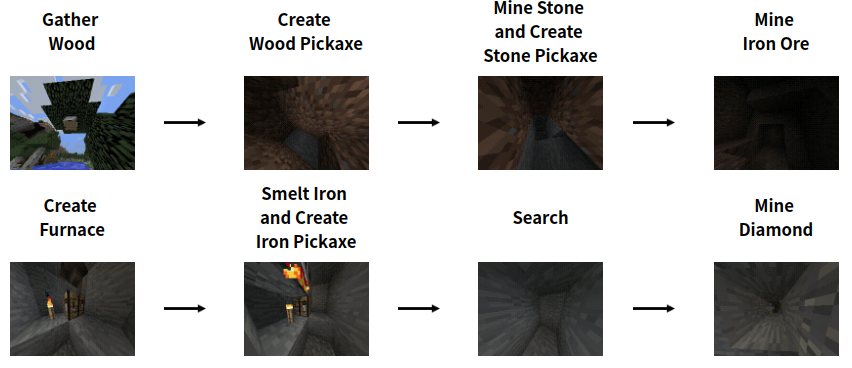 Gather
Wood
Create
Wood Pickaxe
Mine Stone
and Create
Stone Pickaxe
Mine
Iron Ore
Create
Furnace
Smelt Iron
and Create
Iron Pickaxe
Search
Mine
Diamond